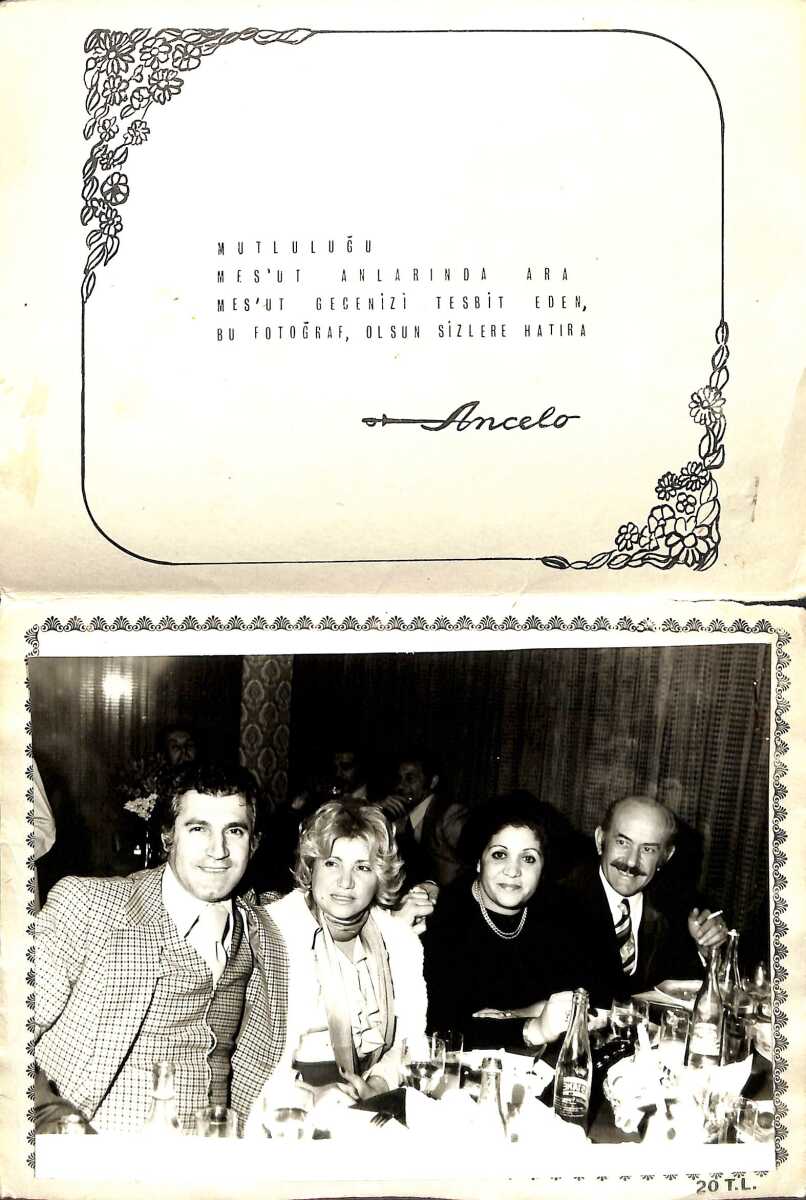 MUTLULUĞU
MES'UT ANLARINDA ARA
MES'UT GECENİZİ TESBİT EDEN,
BU FOTOĞRAF, OLSUN SİZLERE HATIRA
Ancelo
20 T.L.